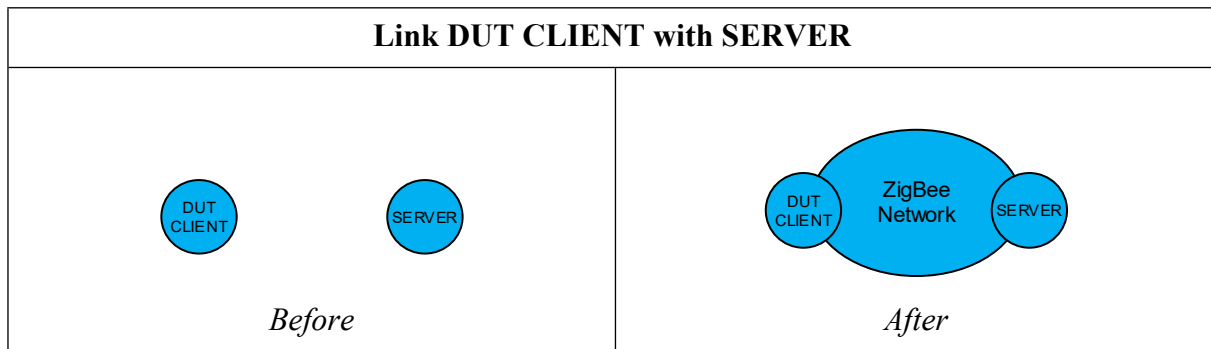 Link DUT CLIENT with SERVER
DUT
CLIENT
SERVER
Before
DUT
CLIENT
ZigBee
Network
SERVER
After